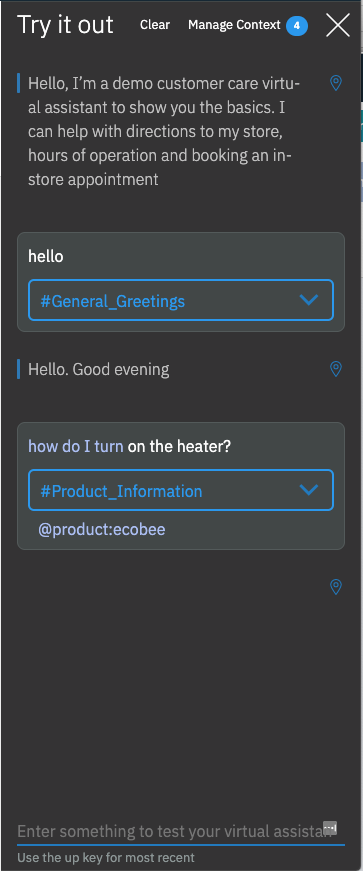 Try it out
Clear
Manage Context
4
Hello, I'm a demo customer care virtu-
al assistant to show you the basics. I
can help with directions to my store,
hours of operation and booking an in-
store appointment
hello
#General_Greetings
Hello. Good evening
how do I turn on the heater?
#Product_Information
@product:ecobee
Enter something to test your virtual assistan
Use the up key for most recent